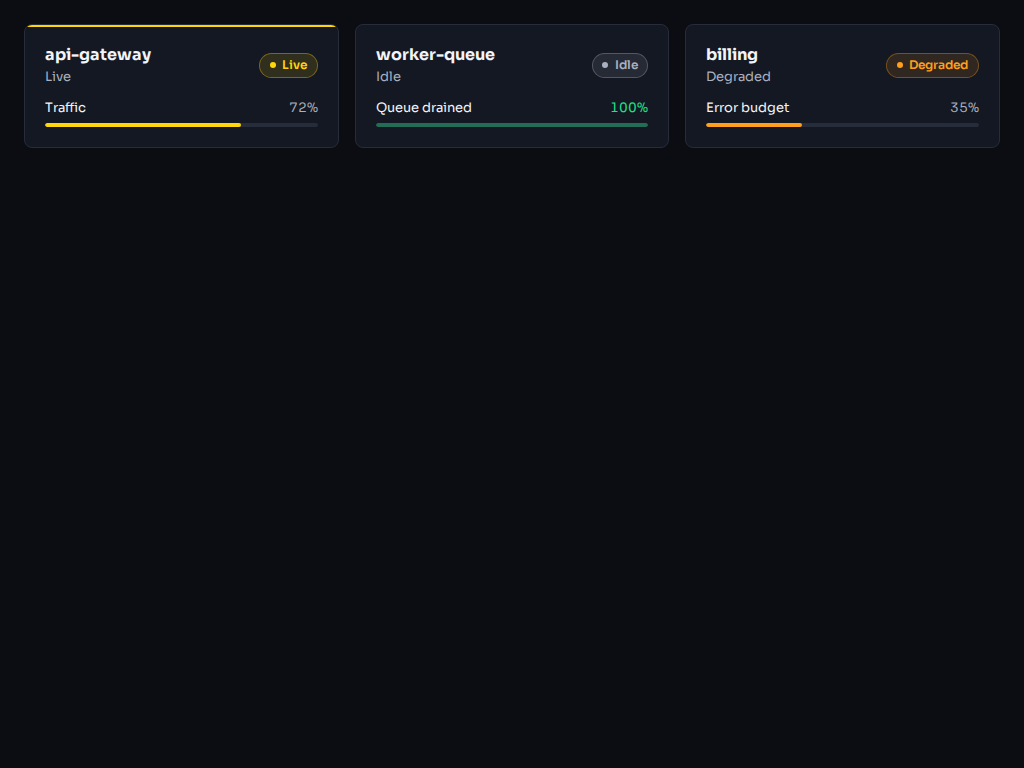 api-gateway
Live
Live
Traffic 72%
worker-queue
Idle
Idle
Queue drained 100%
billing
Degraded
Degraded
Error budget 35%